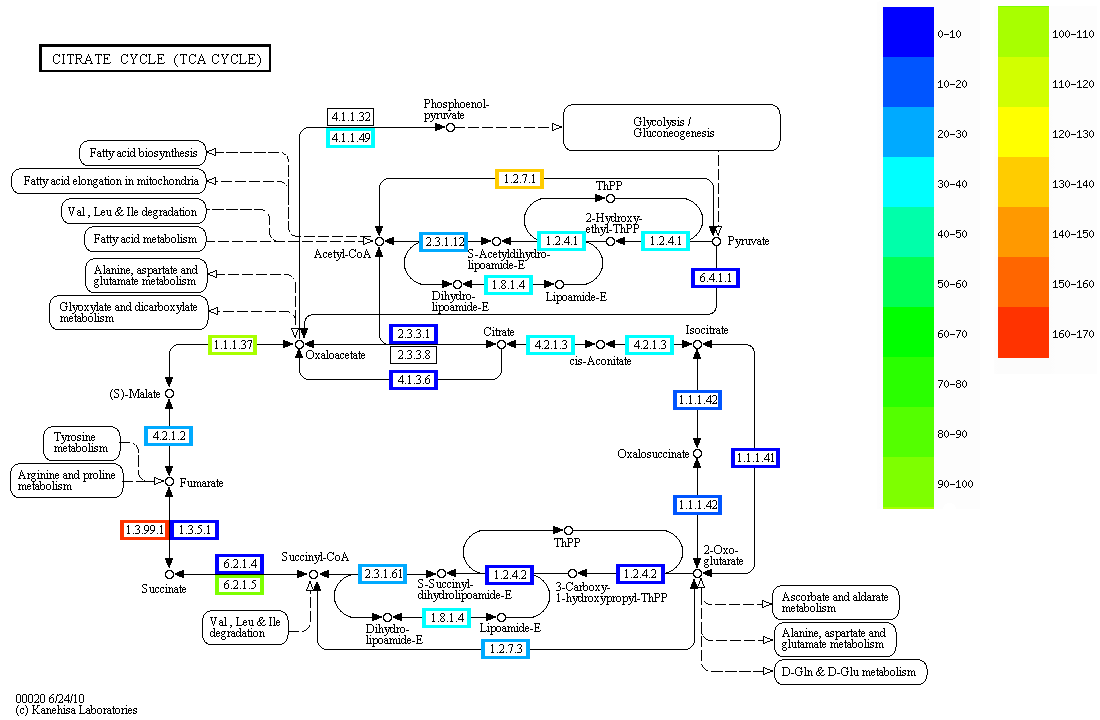 CITRATE CYCLE (TCA CYCLE)
0-10
10-20
20-30
30-40
40-50
50-60
60-70
70-80
80-90
90-100
100-110
110-120
120-130
130-140
140-150
150-160
160-170
4.1.1.32
4.1.1.49
Phosphoenol-
pyruvate
Glycolysis /
Gluconeogenesis
Fatty acid biosynthesis
Fatty acid elongation in mitochondria
Val , Leu & Ile degradation
Fatty acid metabolism
Alanine, aspartate and
glutamate metabolism
Glyoxylate and dicarboxylate
metabolism
1.2.7.1
ThPP
2-Hydroxy-
ethyl-ThPP
Acetyl-CoA
2.3.1.12
S-Acetyldihydro-
lipoamide-E
1.2.4.1
1.2.4.1
Pyruvate
Dihydro-
lipoamide-E
1.8.1.4
Lipoamide-E
6.4.1.1
1.1.1.37
Oxaloacetate
2.3.3.1
2.3.3.8
4.1.3.6
Citrate
4.2.1.3
cis-Aconitate
4.2.1.3
Isocitrate
(S)-Malate
1.1.1.42
4.2.1.2
Tyrosine
metabolism
Arginine and proline
metabolism
Fumarate
Oxalosuccinate
1.1.1.41
1.1.1.42
1.3.99.1
1.3.5.1
Succinate
6.2.1.4
6.2.1.5
Succinyl-CoA
2.3.1.61
S-Succinyl-
dihydrolipoamide-E
ThPP
1.2.4.2
3-Carboxy-
1-hydroxypropyl-ThPP
1.2.4.2
2-Oxo-
glutarate
Val , Leu & Ile
degradation
Dihydro-
lipoamide-E
1.8.1.4
Lipoamide-E
1.2.7.3
Ascorbate and aldarate
metabolism
Alanine, aspartate and
glutamate metabolism
D-Gln & D-Glu metabolism
00020 6/24/10
(c) Kanehisa Laboratories